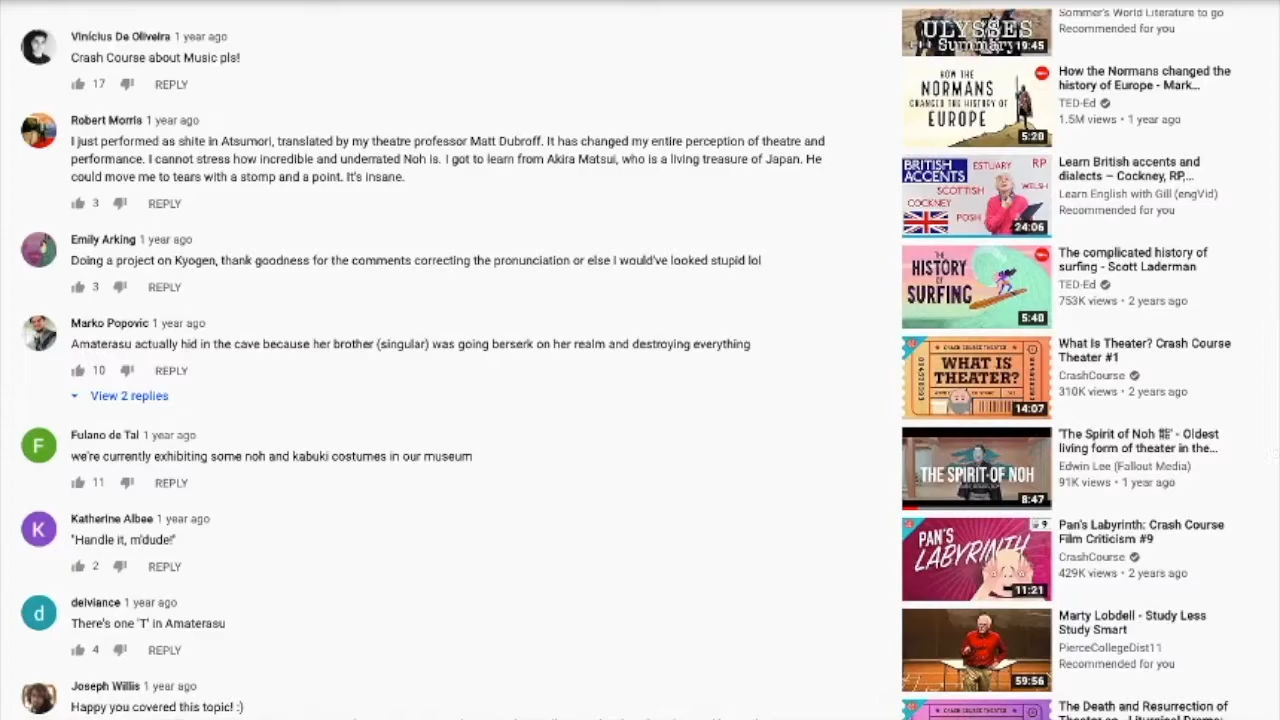 Vinícius De Oliveira 1 year ago
Crash Course about Music pls!
17 REPLY
Robert Morris 1 year ago
I just performed as shite in Atsumori, translated by my theatre professor Matt Dubroff. It has changed my entire perception of theatre and
performance. I cannot stress how incredible and underrated Noh is. I got to learn from Akira Matsui, who is a living treasure of Japan. He
could move me to tears with a stomp and a point. It's insane.
3 REPLY
Emily Arking 1 year ago
Doing a project on Kyogen, thank goodness for the comments correcting the pronunciation or else I would've looked stupid lol
3 REPLY
Marko Popovic 1 year ago
Amaterasu actually hid in the cave because her brother (singular) was going berserk on her realm and destroying everything
10 REPLY
View 2 replies
F
Fulano de Tal 1 year ago
we're currently exhibiting some noh and kabuki costumes in our museum
11 REPLY
K
Katherine Albee 1 year ago
"Handle it, m'dude!"
2 REPLY
d
delviance 1 year ago
There's one 'T' in Amaterasu
4 REPLY
Joseph Willis 1 year ago
Happy you covered this topic! :)
ULYSSES
Summary
19:45
Sommer's World Literature to go
Recommended for you
HOW THE
NORMANS
CHANGED THE HISTORY OF
EUROPE
5:20
How the Normans changed the
history of Europe - Mark...
TED-Ed
1.5M views • 1 year ago
BRITISH
ACCENTS
ESTUARY
RP
SCOTTISH
WELSH
COCKNEY
POSH
24:06
Learn British accents and
dialects – Cockney, RP,...
Learn English with Gill (engVid)
Recommended for you
THE
HISTORY
OF
SURFING
5:40
The complicated history of
surfing - Scott Laderman
TED-Ed
753K views • 2 years ago
CRASH COURSE THEATER
WHAT IS
THEATER?
14:07
What Is Theater? Crash Course
Theater #1
CrashCourse
310K views • 2 years ago
THE SPIRIT OF NOH
8:47
'The Spirit of Noh 能' - Oldest
living form of theater in the...
Edwin Lee (Fallout Media)
91K views • 1 year ago
9
PAN'S
LABYRINTH
11:21
Pan's Labyrinth: Crash Course
Film Criticism #9
CrashCourse
429K views • 2 years ago
59:56
Marty Lobdell - Study Less
Study Smart
PierceCollegeDist11
Recommended for you
CRASH COURSE THEATER
The Death and Resurrection of